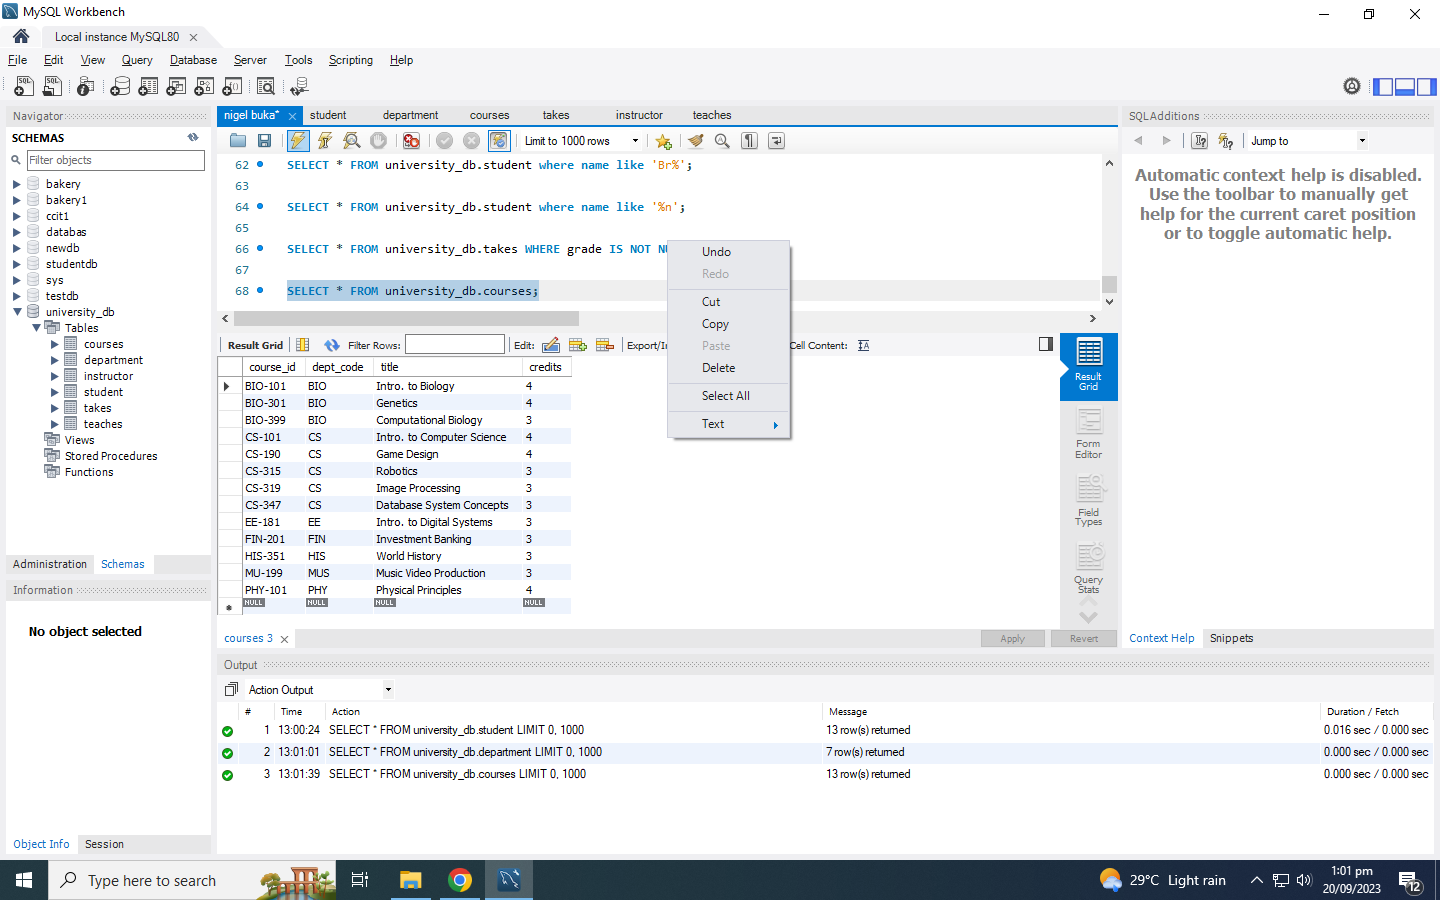 MySQL Workbench
Local instance MySQL80
File Edit View Query Database Server Tools Scripting Help
Navigator
SCHEMAS
Filter objects
bakery
bakery1
ccit1
databas
newdb
studentdb
sys
testdb
university_db
Tables
courses
department
instructor
student
takes
teaches
Views
Stored Procedures
Functions
Administration Schemas
Information
No object selected
Object Info Session
nigel buka* student department courses takes instructor teaches
Limit to 1000 rows
62 SELECT * FROM university_db.student where name like 'Br%';
63
64 SELECT * FROM university_db.student where name like '%n';
65
66 SELECT * FROM university_db.takes WHERE grade IS NOT
67
68 SELECT * FROM university_db.courses;
Undo
Redo
Cut
Copy
Paste
Delete
Select All
Text
Result Grid Filter Rows: Edit: Cell Content:
course_id dept_code title credits
BIO-101 BIO Intro. to Biology 4
BIO-301 BIO Genetics 4
BIO-399 BIO Computational Biology 3
CS-101 CS Intro. to Computer Science 4
CS-190 CS Game Design 4
CS-315 CS Robotics 3
CS-319 CS Image Processing 3
CS-347 CS Database System Concepts 3
EE-181 EE Intro. to Digital Systems 3
FIN-201 FIN Investment Banking 3
HIS-351 HIS World History 3
MU-199 MUS Music Video Production 3
PHY-101 PHY Physical Principles 4
NULL NULL NULL NULL
Result
Grid
Form
Editor
Field
Types
Query
Stats
courses 3 Apply Revert
SQLAdditions
Jump to
Automatic context help is disabled.
Use the toolbar to manually get
help for the current caret position
or to toggle automatic help.
Context Help Snippets
Output
Action Output
# Time Action Message Duration / Fetch
1 13:00:24 SELECT * FROM university_db.student LIMIT 0, 1000 13 row(s) returned 0.016 sec / 0.000 sec
2 13:01:01 SELECT * FROM university_db.department LIMIT 0, 1000 7 row(s) returned 0.000 sec / 0.000 sec
3 13:01:39 SELECT * FROM university_db.courses LIMIT 0, 1000 13 row(s) returned 0.000 sec / 0.000 sec
Type here to search
29°C Light rain
1:01 pm
20/09/2023
12